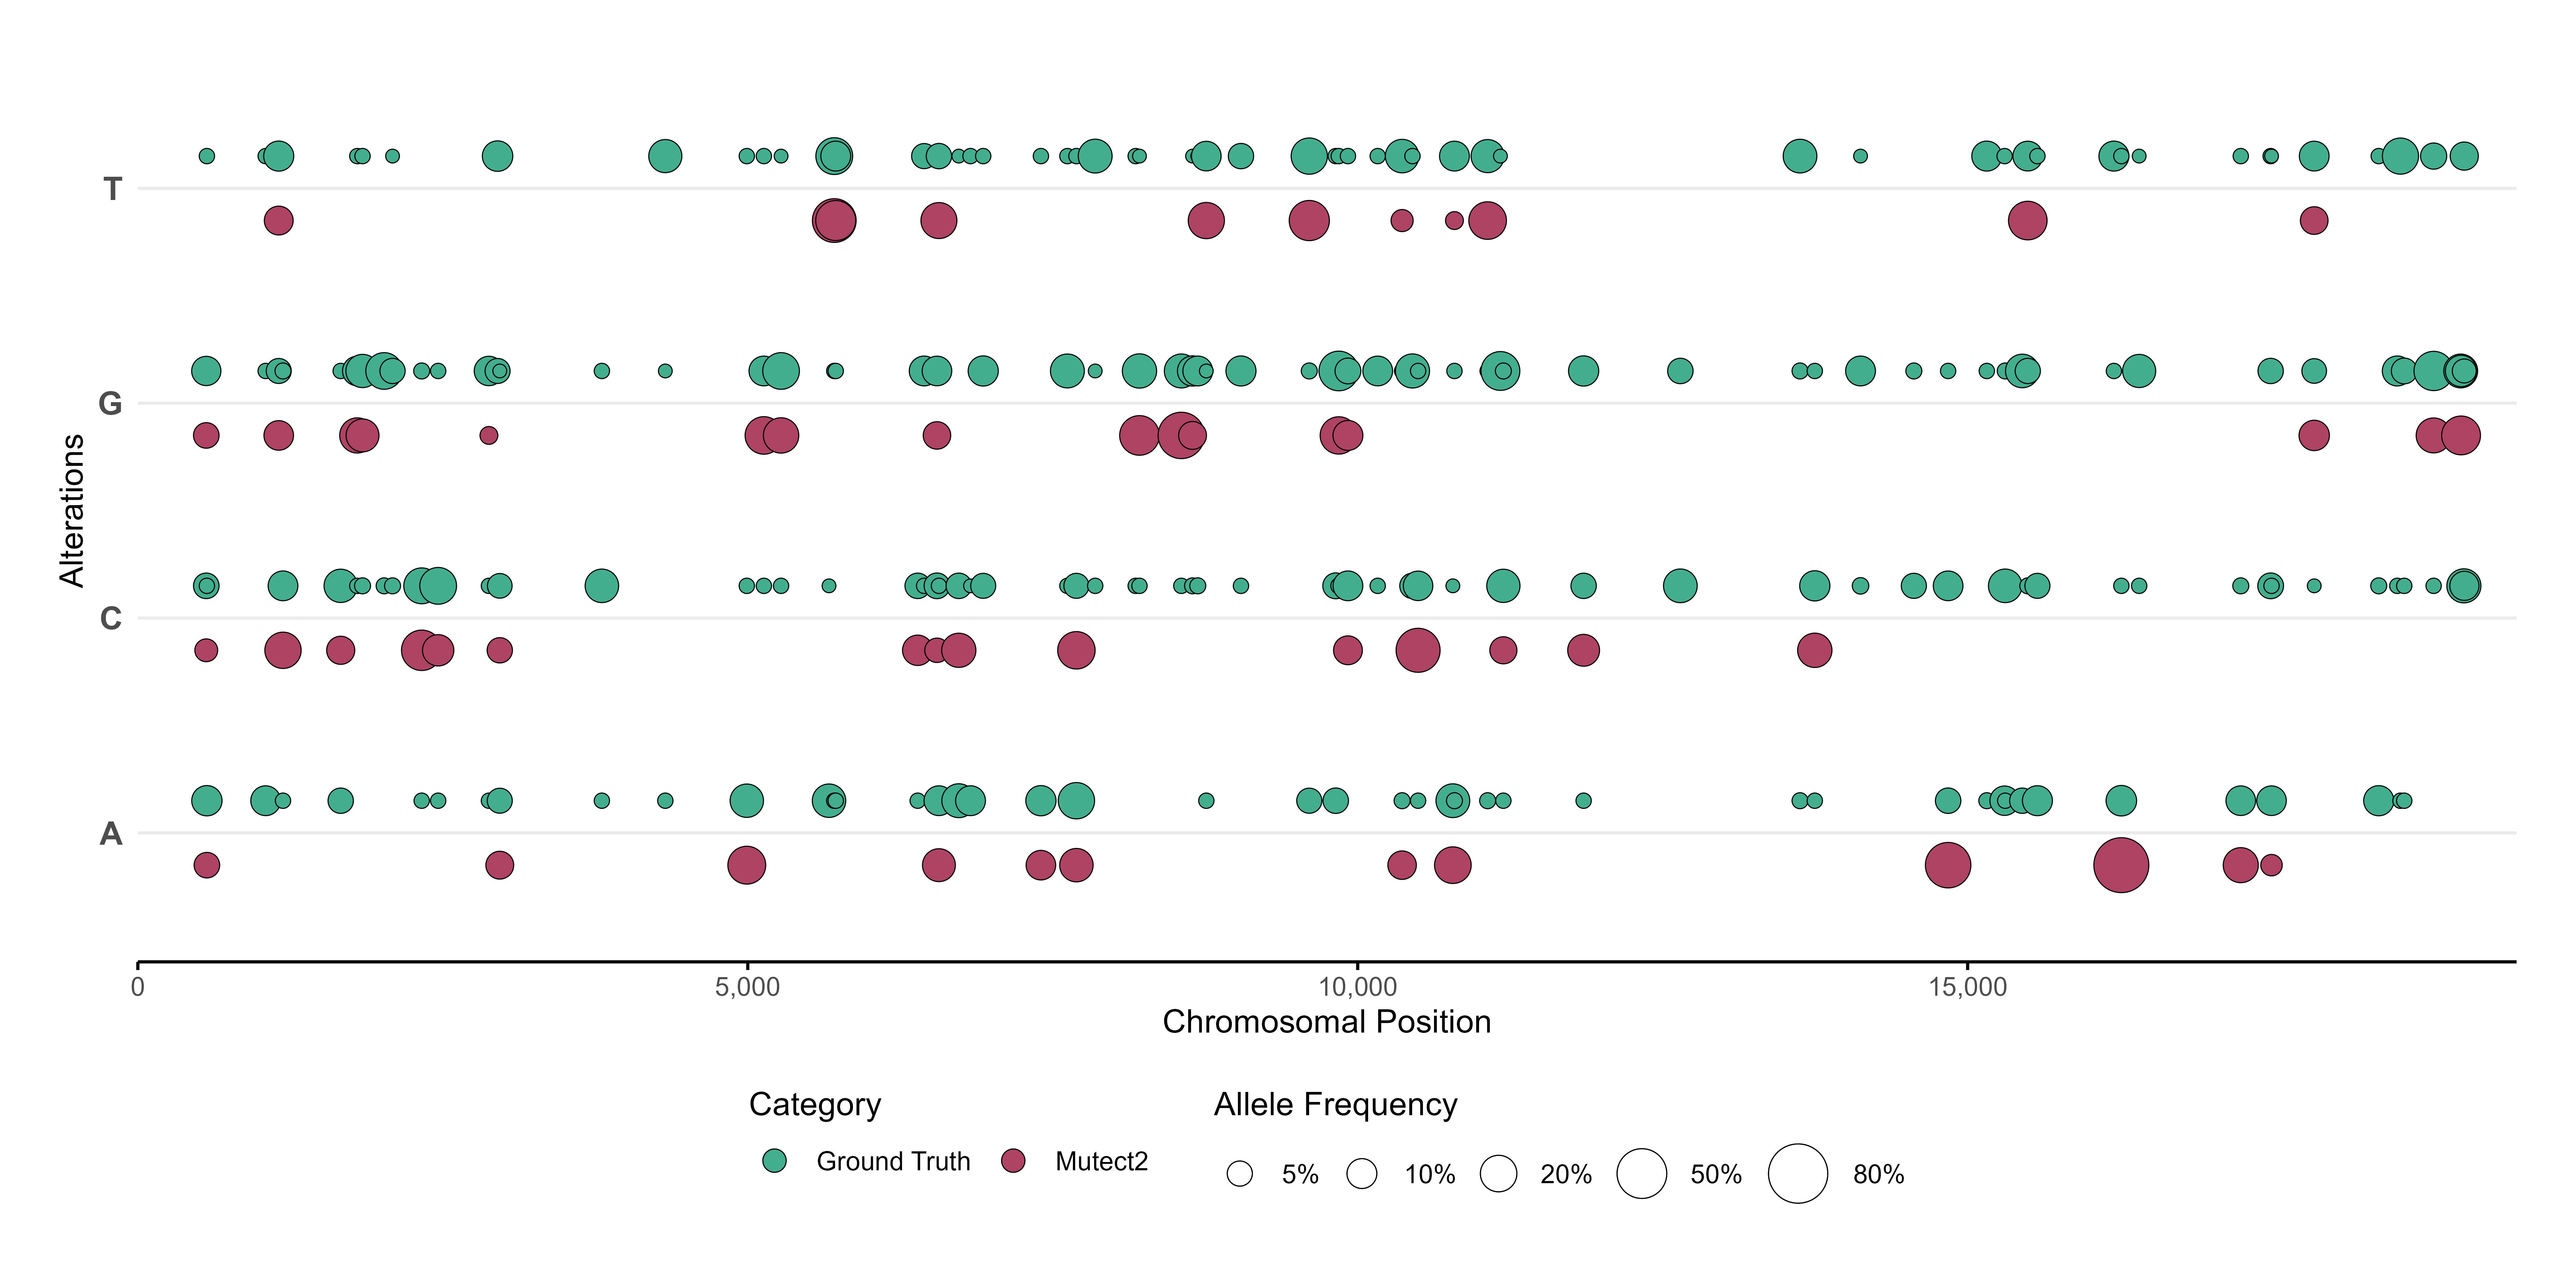 T
G
C
A
Alterations
0 5,000 10,000 15,000
Chromosomal Position
Category Allele Frequency
Ground Truth Mutect2 5% 10% 20% 50% 80%